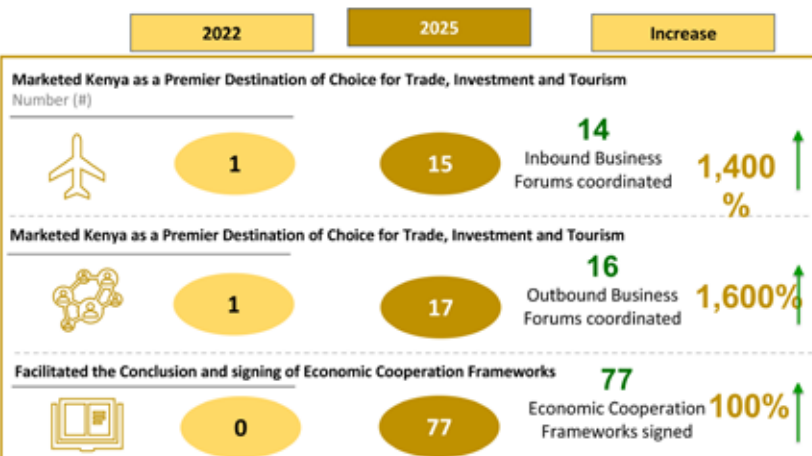 2022
2025
Increase
Marketed Kenya as a Premier Destination of Choice for Trade, Investment and Tourism
Number (#)
1
15
14
Inbound Business
Forums coordinated
1,400
%
Marketed Kenya as a Premier Destination of Choice for Trade, Investment and Tourism
1
17
16
Outbound Business
Forums coordinated
1,600%
Facilitated the Conclusion and signing of Economic Cooperation Frameworks
0
77
77
Economic Cooperation
Frameworks signed
100%